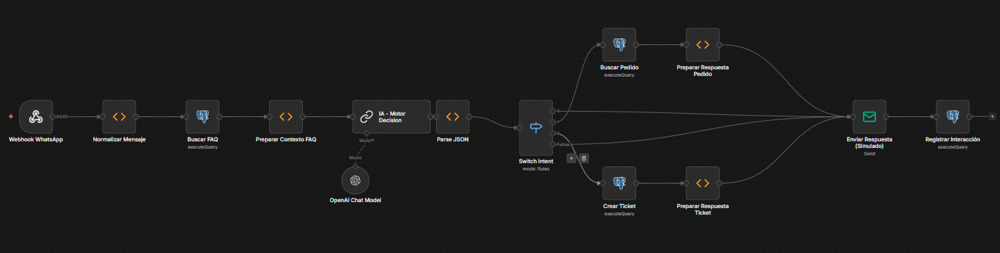 Buscar Pedido
executeQuery
Preparar Respuesta
Pedido
POST
Webhook WhatsApp
Normalizar Mensaje
Buscar FAQ
executeQuery
Preparar Contexto FAQ
IA - Motor
Decision
Model*
Model
OpenAI Chat Model
Parse JSON
0
1
2
Fallback
Switch Intent
mode: Rules
Crear Ticket
executeQuery
Preparar Respuesta
Ticket
Enviar Respuesta
(Simulado)
Send
Registrar Interacción
executeQuery